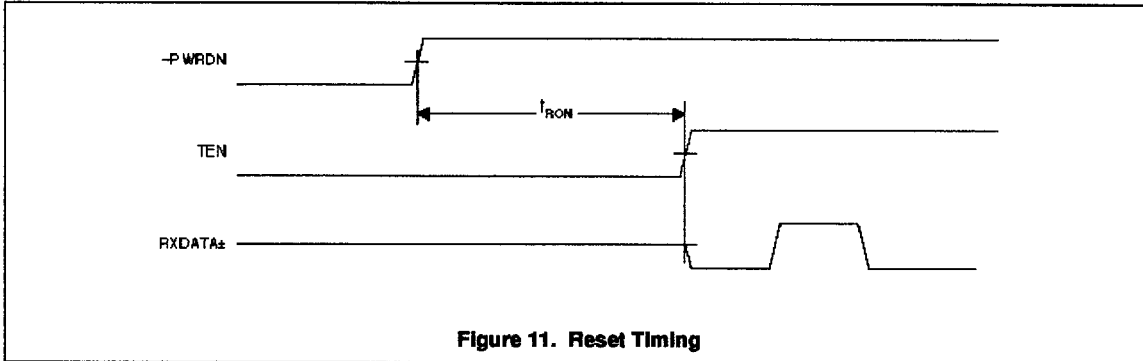 -PWRDN
tRON
TEN
RXDATA±
Figure 11. Reset Timing